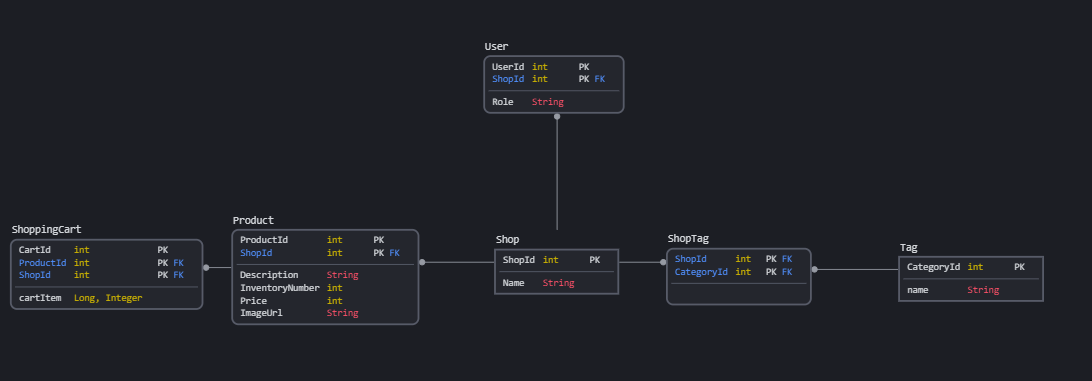 User
UserId int PK
ShopId int PK FK
Role String
ShoppingCart
CartId int PK
ProductId int PK FK
ShopId int PK FK
cartItem Long, Integer
Product
ProductId int PK
ShopId int PK FK
Description String
InventoryNumber int
Price int
ImageUrl String
Shop
ShopId int PK
Name String
ShopTag
ShopId int PK FK
CategoryId int PK FK
Tag
CategoryId int PK
name String